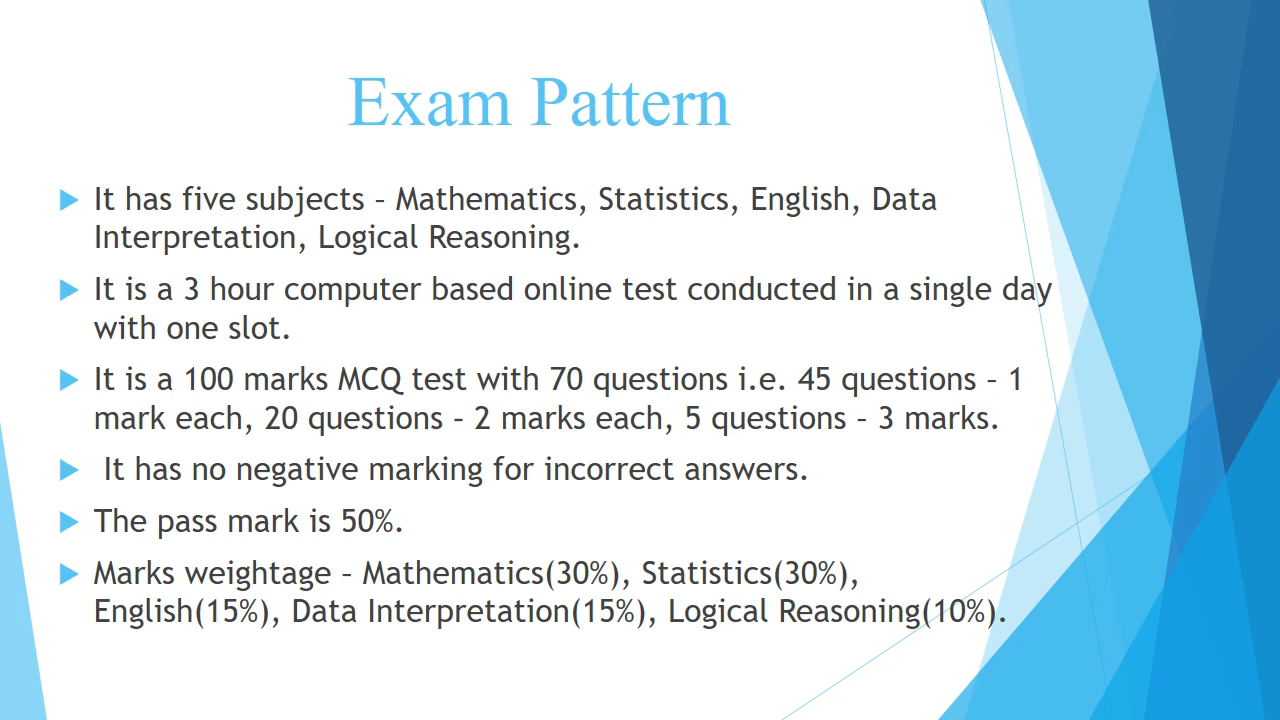 Exam Pattern
It has five subjects – Mathematics, Statistics, English, Data
Interpretation, Logical Reasoning.
It is a 3 hour computer based online test conducted in a single day
with one slot.
It is a 100 marks MCQ test with 70 questions i.e. 45 questions – 1
mark each, 20 questions – 2 marks each, 5 questions – 3 marks.
It has no negative marking for incorrect answers.
The pass mark is 50%.
Marks weightage – Mathematics(30%), Statistics(30%),
English(15%), Data Interpretation(15%), Logical Reasoning(10%).